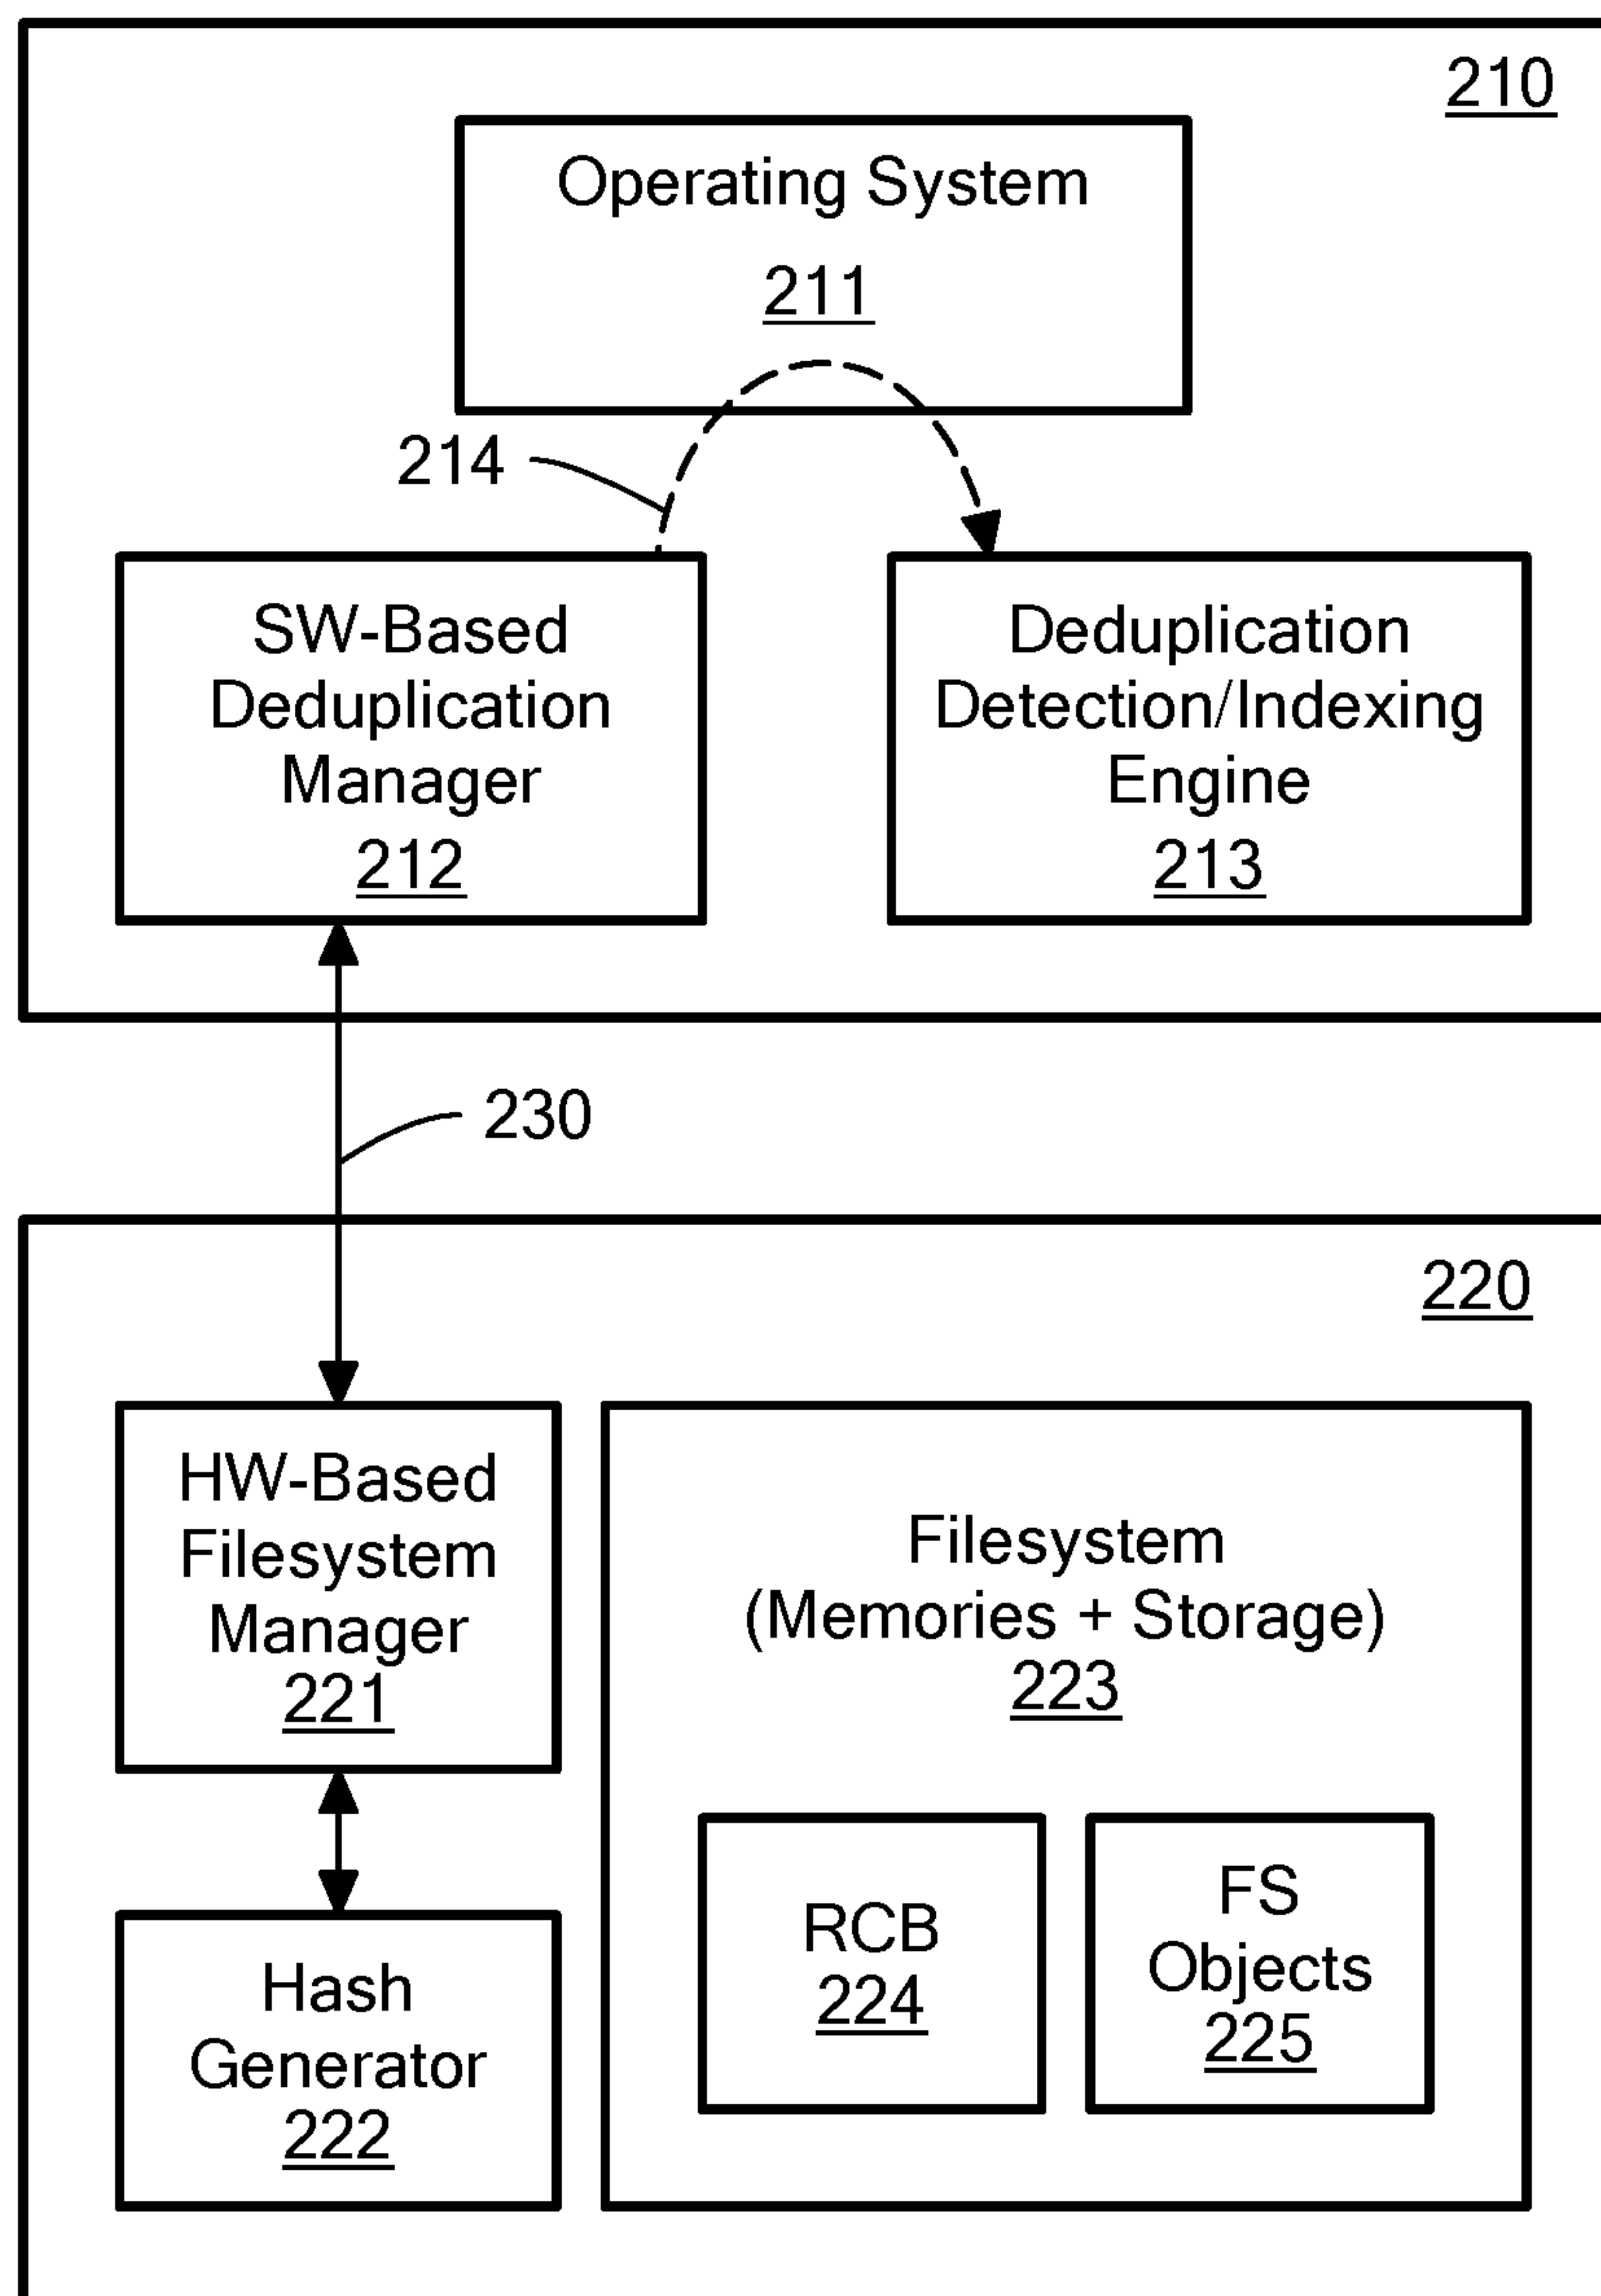 210
Operating System
211
214
SW-Based
Deduplication
Manager
212
Deduplication
Detection/Indexing
Engine
213
230
220
HW-Based
Filesystem
Manager
221
Filesystem
(Memories + Storage)
223
RCB
224
FS
Objects
225
Hash
Generator
222